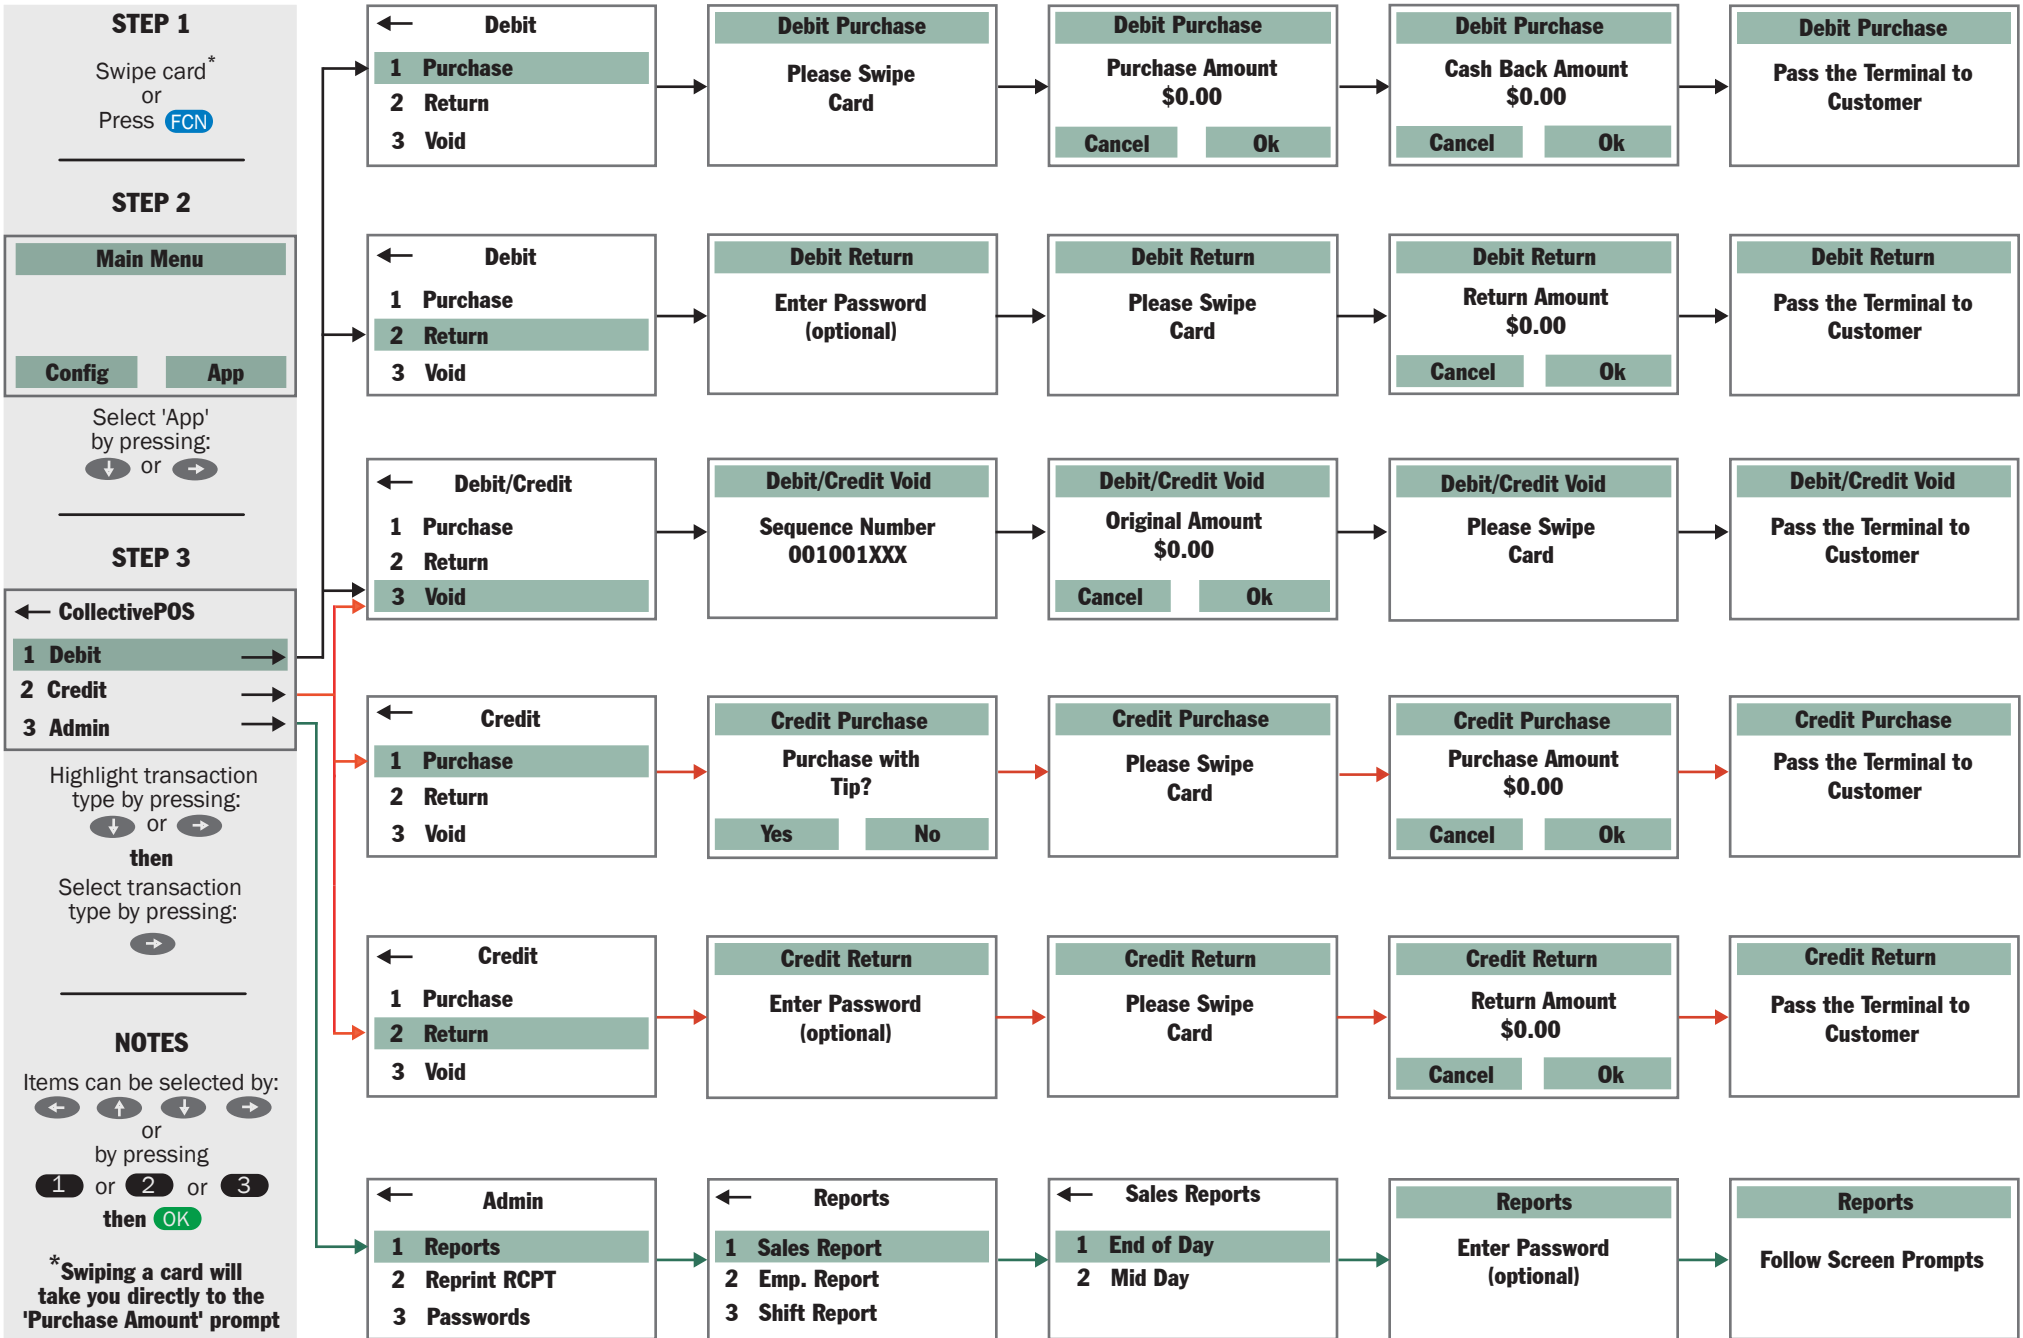 STEP 1
Swipe card*
or
Press FCN
STEP 2
Main Menu
Config App
Select 'App'
by pressing:
or
STEP 3
CollectivePOS
1 Debit
2 Credit
3 Admin
Highlight transaction
type by pressing:
or
then
Select transaction
type by pressing:
NOTES
Items can be selected by:
or
by pressing
1 or 2 or 3
then OK
*Swiping a card will
take you directly to the
'Purchase Amount' prompt
Debit
1 Purchase
2 Return
3 Void
Debit Purchase
Please Swipe
Card
Debit Purchase
Purchase Amount
$0.00
Cancel Ok
Debit Purchase
Cash Back Amount
$0.00
Cancel Ok
Debit Purchase
Pass the Terminal to
Customer
Debit
1 Purchase
2 Return
3 Void
Debit Return
Enter Password
(optional)
Debit Return
Please Swipe
Card
Debit Return
Return Amount
$0.00
Cancel Ok
Debit Return
Pass the Terminal to
Customer
Debit/Credit
1 Purchase
2 Return
3 Void
Debit/Credit Void
Sequence Number
001001XXX
Debit/Credit Void
Original Amount
$0.00
Cancel Ok
Debit/Credit Void
Please Swipe
Card
Debit/Credit Void
Pass the Terminal to
Customer
Credit
1 Purchase
2 Return
3 Void
Credit Purchase
Purchase with
Tip?
Yes No
Credit Purchase
Please Swipe
Card
Credit Purchase
Purchase Amount
$0.00
Cancel Ok
Credit Purchase
Pass the Terminal to
Customer
Credit
1 Purchase
2 Return
3 Void
Credit Return
Enter Password
(optional)
Credit Return
Please Swipe
Card
Credit Return
Return Amount
$0.00
Cancel Ok
Credit Return
Pass the Terminal to
Customer
Admin
1 Reports
2 Reprint RCPT
3 Passwords
Reports
1 Sales Report
2 Emp. Report
3 Shift Report
Sales Reports
1 End of Day
2 Mid Day
Reports
Enter Password
(optional)
Reports
Follow Screen Prompts